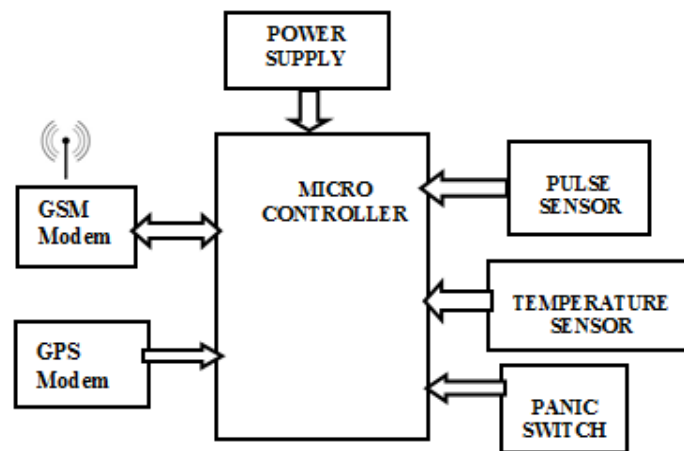 POWER
SUPPLY
GSM
Modem
MICRO
CONTROLLER
PULSE
SENSOR
TEMPERATURE
SENSOR
GPS
Modem
PANIC
SWITCH